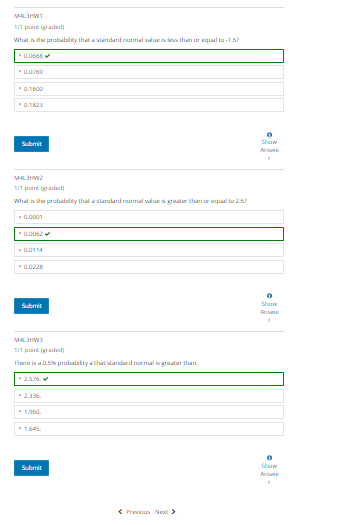 M4L3HW1
1/1 point (graded)
What is the probability that a standard normal value is less than or equal to -1.5?
0.0668 ✔
0.0769
0.1600
0.1823
Submit
Show
Answe
r
M4L3HW2
1/1 point (graded)
What is the probability that a standard normal value is greater than or equal to 2.5?
0.0001
0.0062 ✔
0.0114
0.0228
Submit
Show
Answe
r
M4L3HW3
1/1 point (graded)
There is a 0.5% probability a that standard normal is greater than:
2.576. ✔
2.336.
1.960.
1.645.
Submit
Show
Answe
r
Previous Next